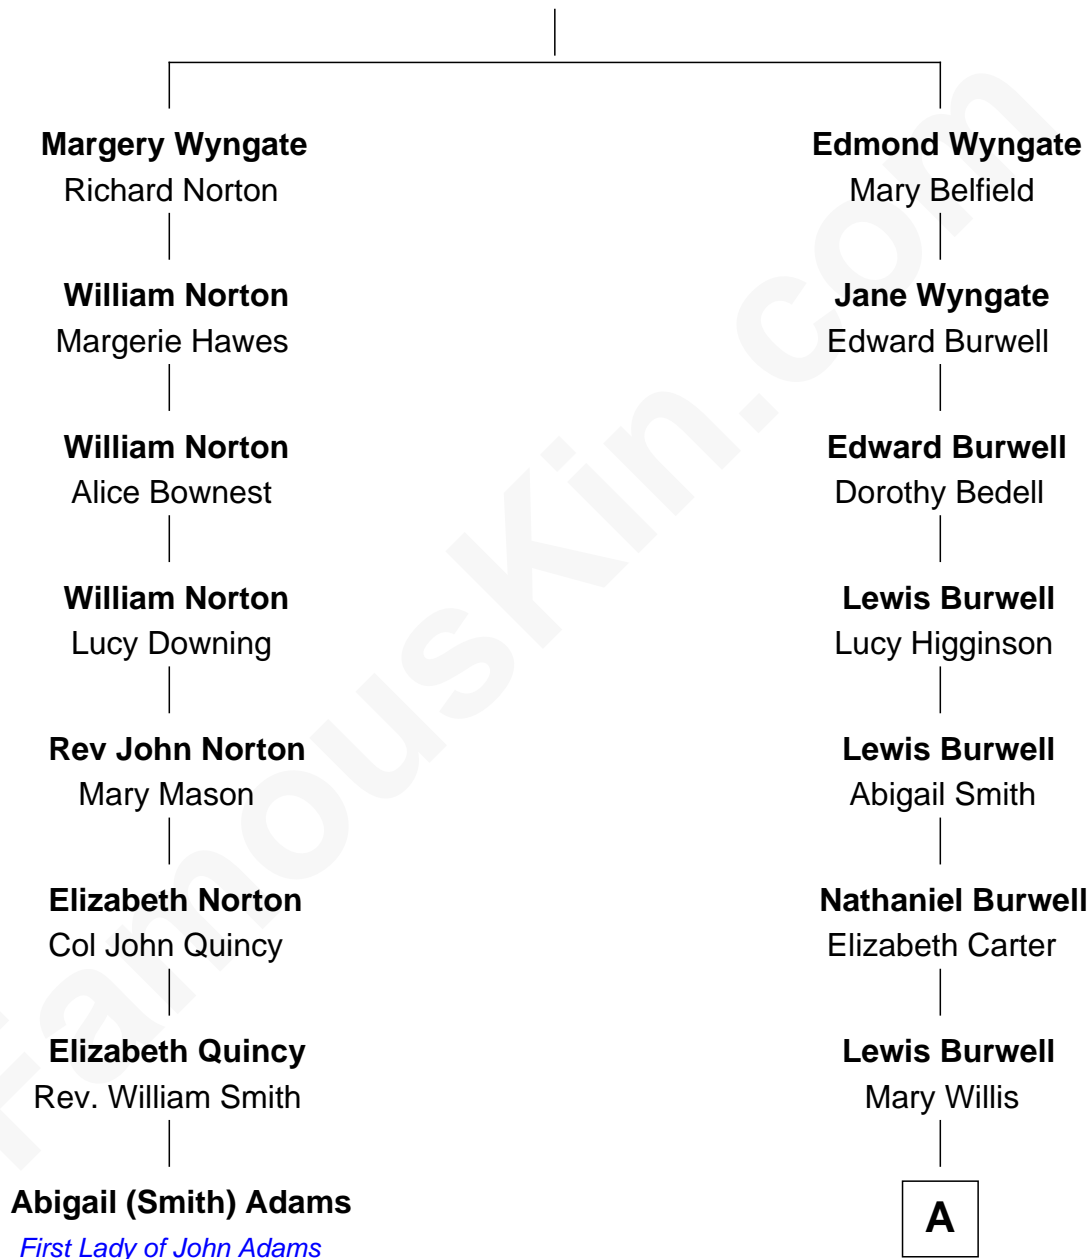 Margery Wyngate
Richard Norton
William Norton
Margerie Hawes
William Norton
Alice Bownest
William Norton
Lucy Downing
Rev John Norton
Mary Mason
Elizabeth Norton
Col John Quincy
Elizabeth Quincy
Rev. William Smith
Abigail (Smith) Adams
First Lady of John Adams
Edmond Wyngate
Mary Belfield
Jane Wyngate
Edward Burwell
Edward Burwell
Dorothy Bedell
Lewis Burwell
Lucy Higginson
Lewis Burwell
Abigail Smith
Nathaniel Burwell
Elizabeth Carter
Lewis Burwell
Mary Willis
A
FamousKin.com